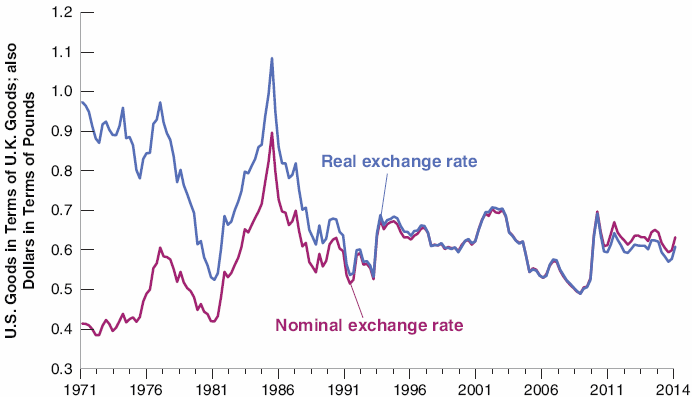 U.S. Goods in Terms of U.K. Goods; also
Dollars in Terms of Pounds
1.2
1.1
1.0
0.9
0.8
0.7
0.6
0.5
0.4
0.3
Real exchange rate
Nominal exchange rate
1971 1976 1981 1986 1991 1996 2001 2006 2011 2014